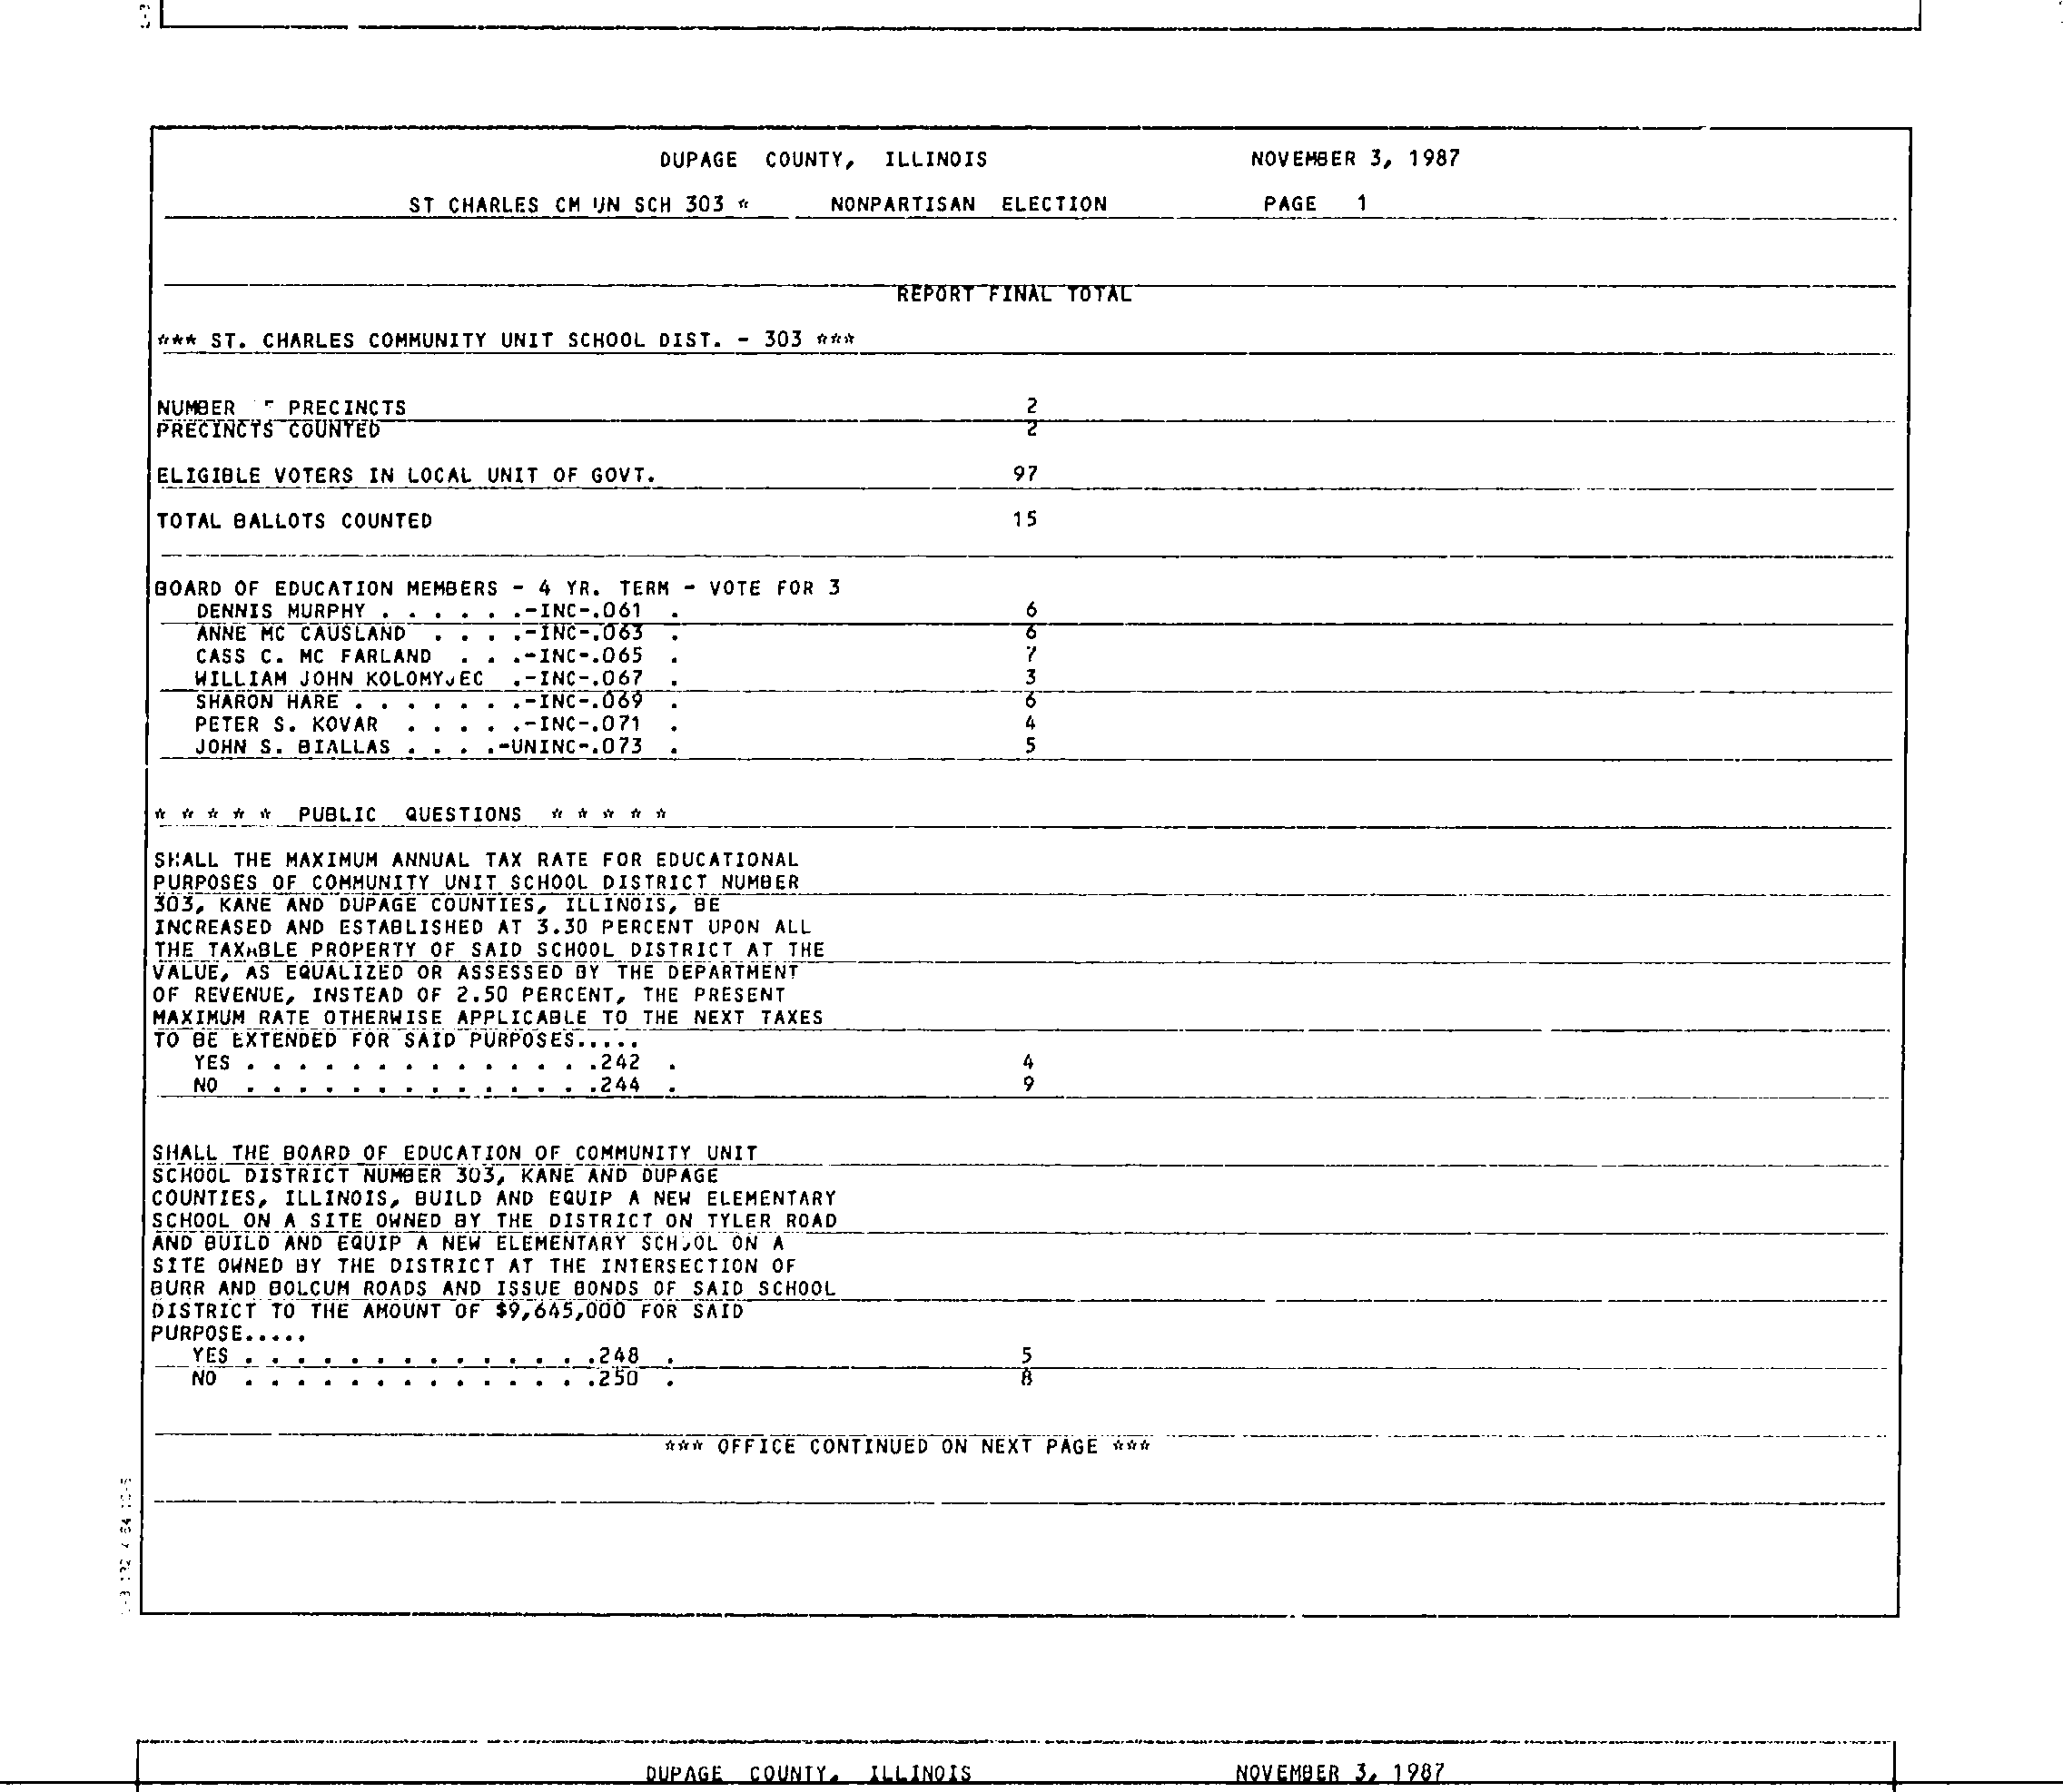 DUPAGE COUNTY, ILLINOIS NOVEMBER 3, 1987
ST CHARLES CM UN SCH 303 * NONPARTISAN ELECTION PAGE 1
REPORT FINAL TOTAL
*** ST. CHARLES COMMUNITY UNIT SCHOOL DIST. - 303 ***
NUMBER PRECINCTS 2
PRECINCTS COUNTED 2
ELIGIBLE VOTERS IN LOCAL UNIT OF GOVT. 97
TOTAL BALLOTS COUNTED 15
BOARD OF EDUCATION MEMBERS - 4 YR. TERM - VOTE FOR 3
DENNIS MURPHY . . . . . .-INC-.061 . 6
ANNE MC CAUSLAND . . . .-INC-.063 . 6
CASS C. MC FARLAND . . .-INC-.065 . 7
WILLIAM JOHN KOLOMYJEC .-INC-.067 . 3
SHARON HARE . . . . . . .-INC-.069 . 6
PETER S. KOVAR . . . . .-INC-.071 . 4
JOHN S. BIALLAS . . . .-UNINC-.073 . 5
* * * * * PUBLIC QUESTIONS * * * * *
SHALL THE MAXIMUM ANNUAL TAX RATE FOR EDUCATIONAL
PURPOSES OF COMMUNITY UNIT SCHOOL DISTRICT NUMBER
303, KANE AND DUPAGE COUNTIES, ILLINOIS, BE
INCREASED AND ESTABLISHED AT 3.30 PERCENT UPON ALL
THE TAXABLE PROPERTY OF SAID SCHOOL DISTRICT AT THE
VALUE, AS EQUALIZED OR ASSESSED BY THE DEPARTMENT
OF REVENUE, INSTEAD OF 2.50 PERCENT, THE PRESENT
MAXIMUM RATE OTHERWISE APPLICABLE TO THE NEXT TAXES
TO BE EXTENDED FOR SAID PURPOSES.....
YES . . . . . . . . . . . . . .242 . 4
NO . . . . . . . . . . . . . .244 . 9
SHALL THE BOARD OF EDUCATION OF COMMUNITY UNIT
SCHOOL DISTRICT NUMBER 303, KANE AND DUPAGE
COUNTIES, ILLINOIS, BUILD AND EQUIP A NEW ELEMENTARY
SCHOOL ON A SITE OWNED BY THE DISTRICT ON TYLER ROAD
AND BUILD AND EQUIP A NEW ELEMENTARY SCHOOL ON A
SITE OWNED BY THE DISTRICT AT THE INTERSECTION OF
BURR AND BOLCUM ROADS AND ISSUE BONDS OF SAID SCHOOL
DISTRICT TO THE AMOUNT OF $9,645,000 FOR SAID
PURPOSE.....
YES . . . . . . . . . . . . . .248 . 5
NO . . . . . . . . . . . . . .250 . 8
*** OFFICE CONTINUED ON NEXT PAGE ***
DUPAGE COUNTY, ILLINOIS NOVEMBER 3, 1987